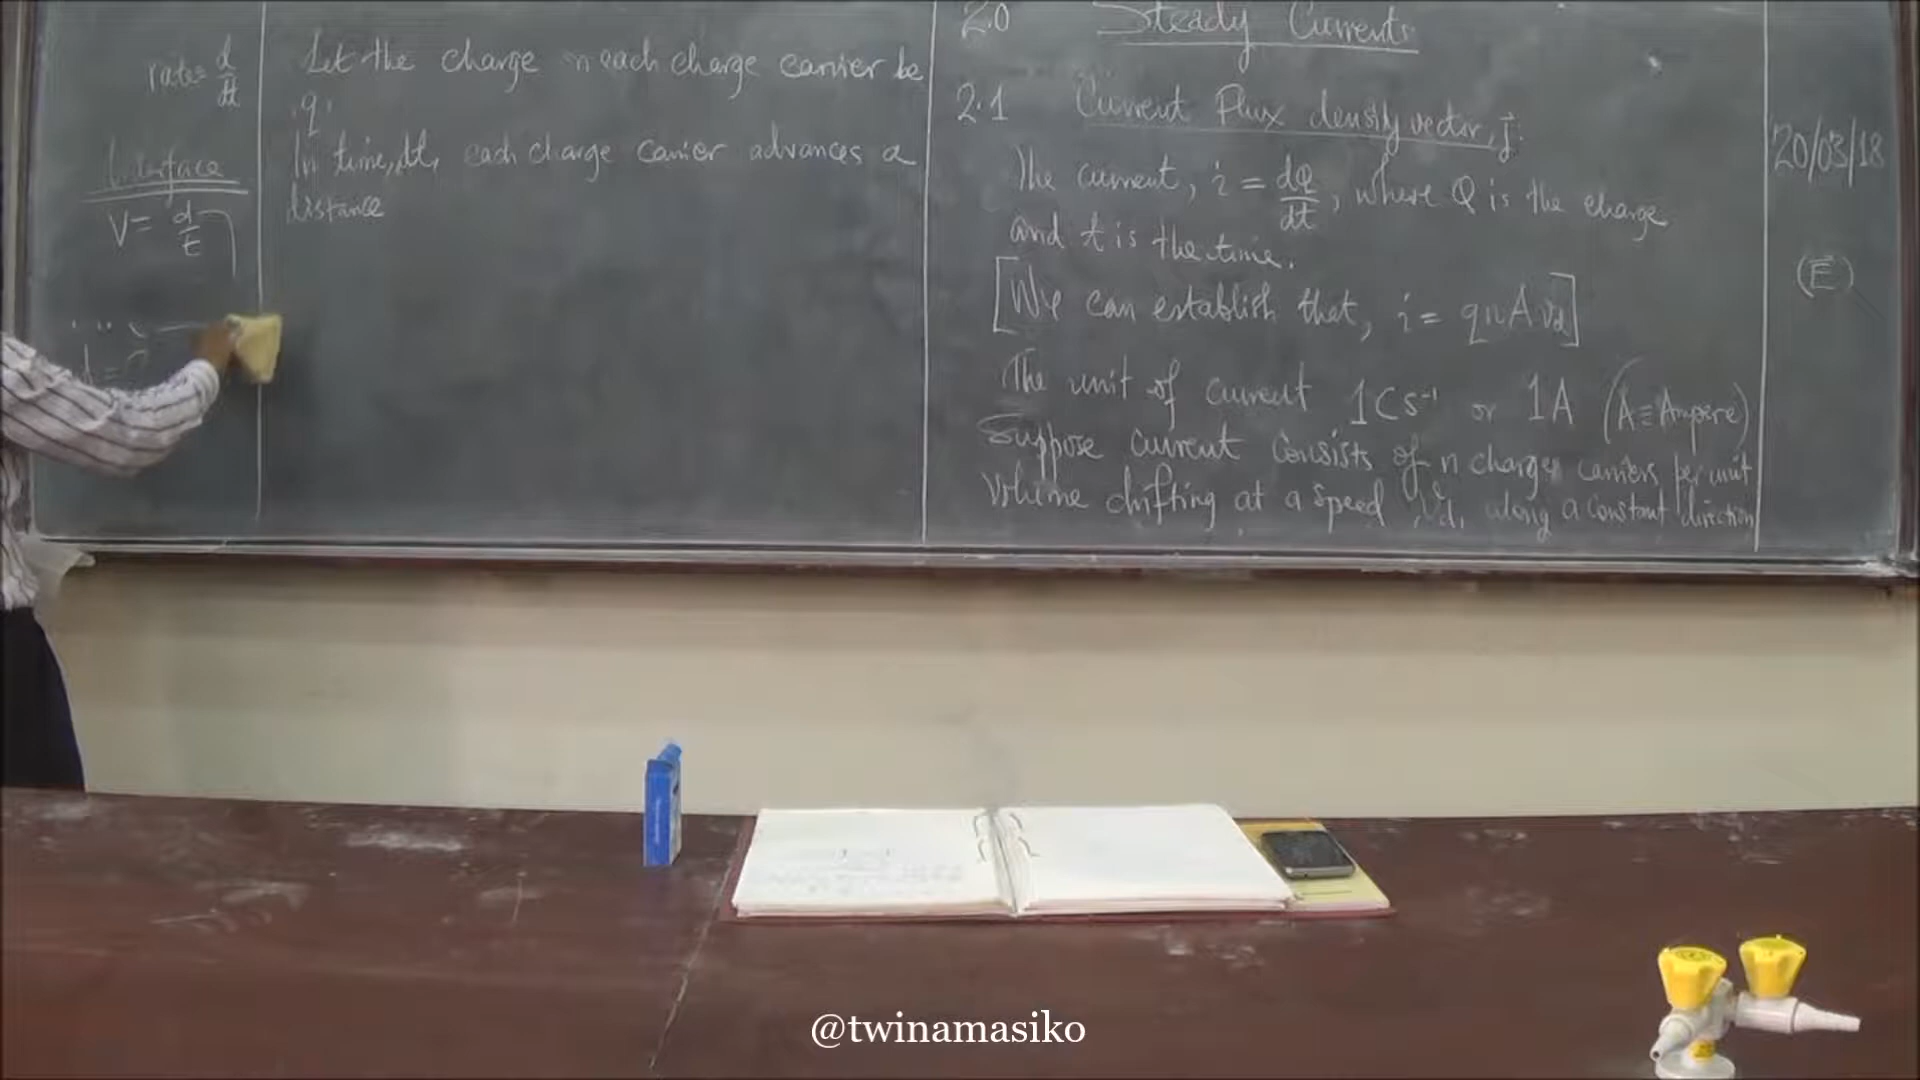 rate = d/dt
Interface
V = d/t
Let the charge on each charge carrier be
'q'
In time, dt, each charge carrier advances a
distance
2.0 Steady Currents
2.1 Current Flux density vector, j⃗:
The current, i = dQ/dt, where Q is the charge
and t is the time.
[We can establish that, i = qnAvd]
The unit of current 1Cs⁻¹ or 1A (A≡Ampere)
Suppose current consists of n charge carriers per unit
volume drifting at a speed, vd, along a constant direction
20/03/18
(E⃗)
@twinamasiko